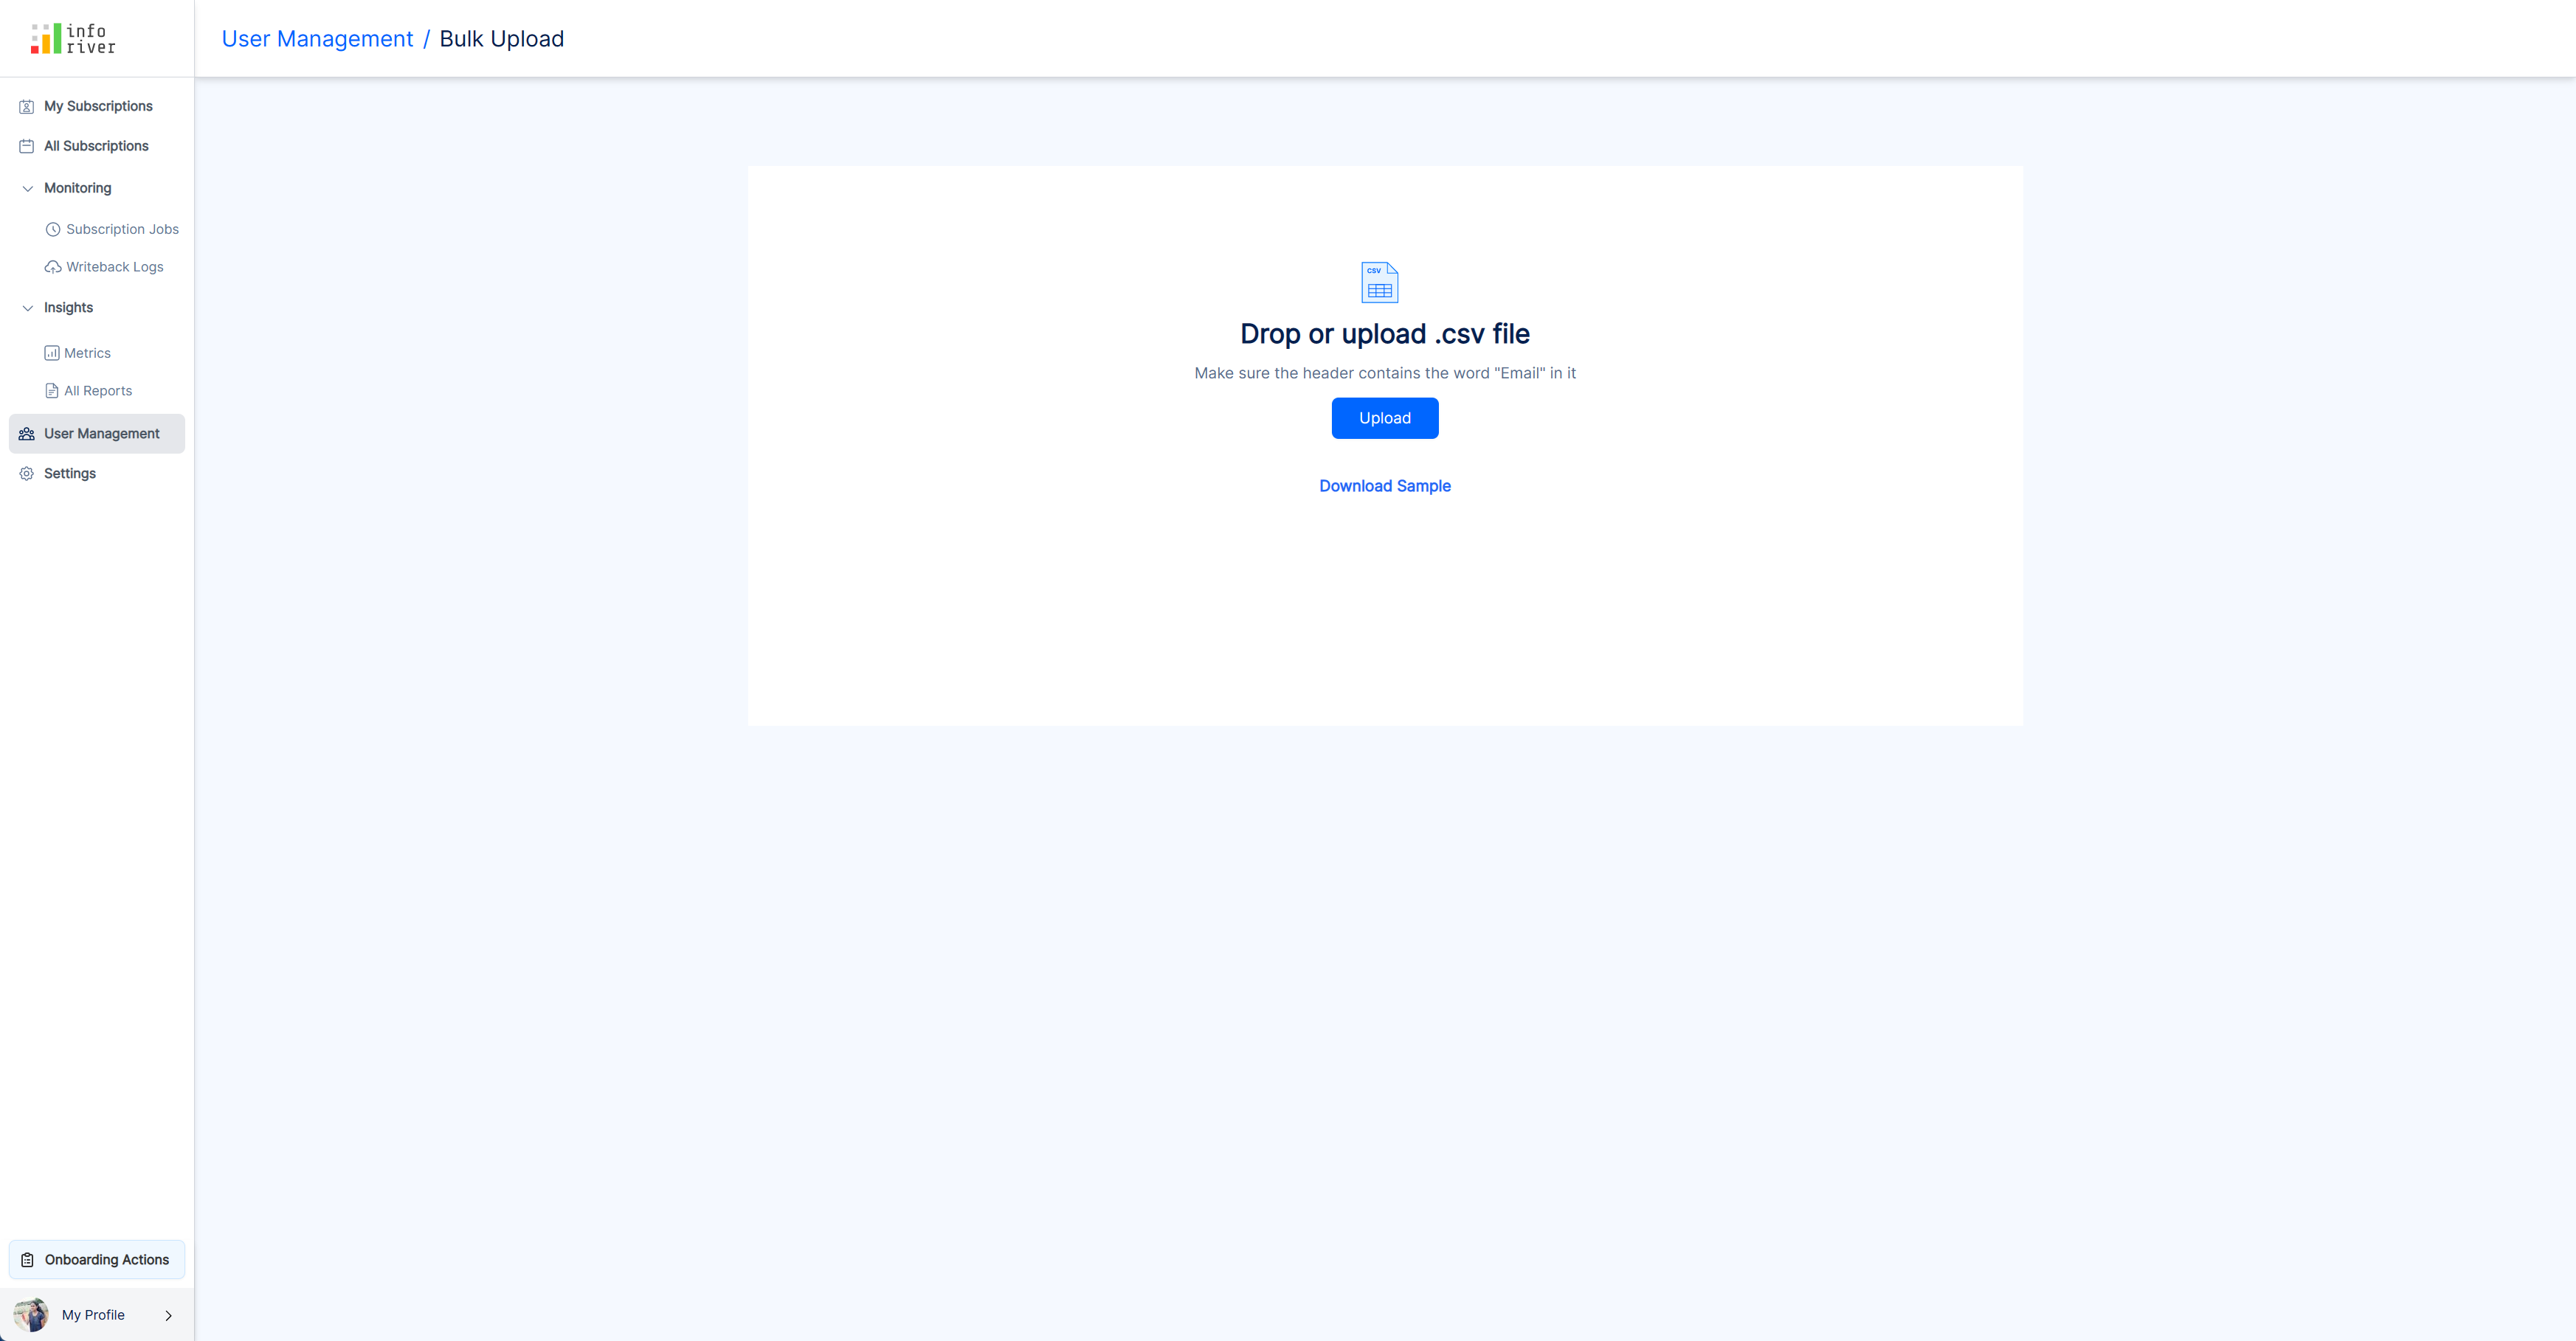 info
river
User Management / Bulk Upload
My Subscriptions
All Subscriptions
Monitoring
Subscription Jobs
Writeback Logs
Insights
Metrics
All Reports
User Management
Settings
CSV
Drop or upload .csv file
Make sure the header contains the word "Email" in it
Upload
Download Sample
Onboarding Actions
My Profile